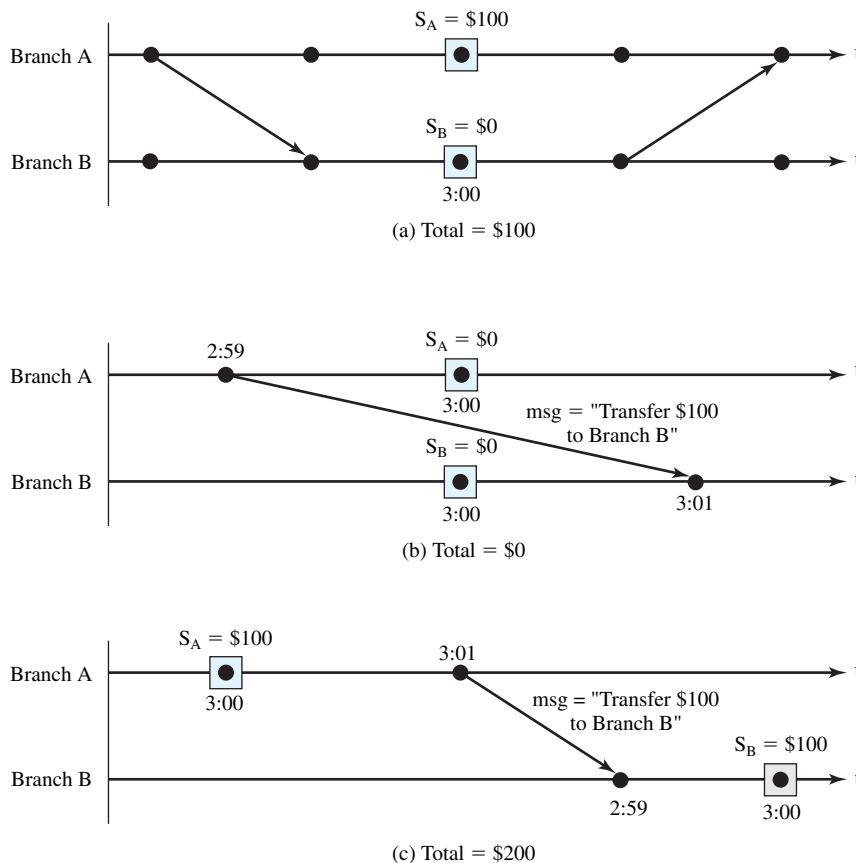 S_A = $100
Branch A
t
S_B = $0
Branch B
t
3:00
(a) Total = $100
2:59
S_A = $0
Branch A
t
3:00
msg = "Transfer $100
to Branch B"
S_B = $0
Branch B
t
3:00
3:01
(b) Total = $0
S_A = $100
3:01
Branch A
t
3:00
msg = "Transfer $100
to Branch B"
S_B = $100
Branch B
t
2:59
3:00
(c) Total = $200